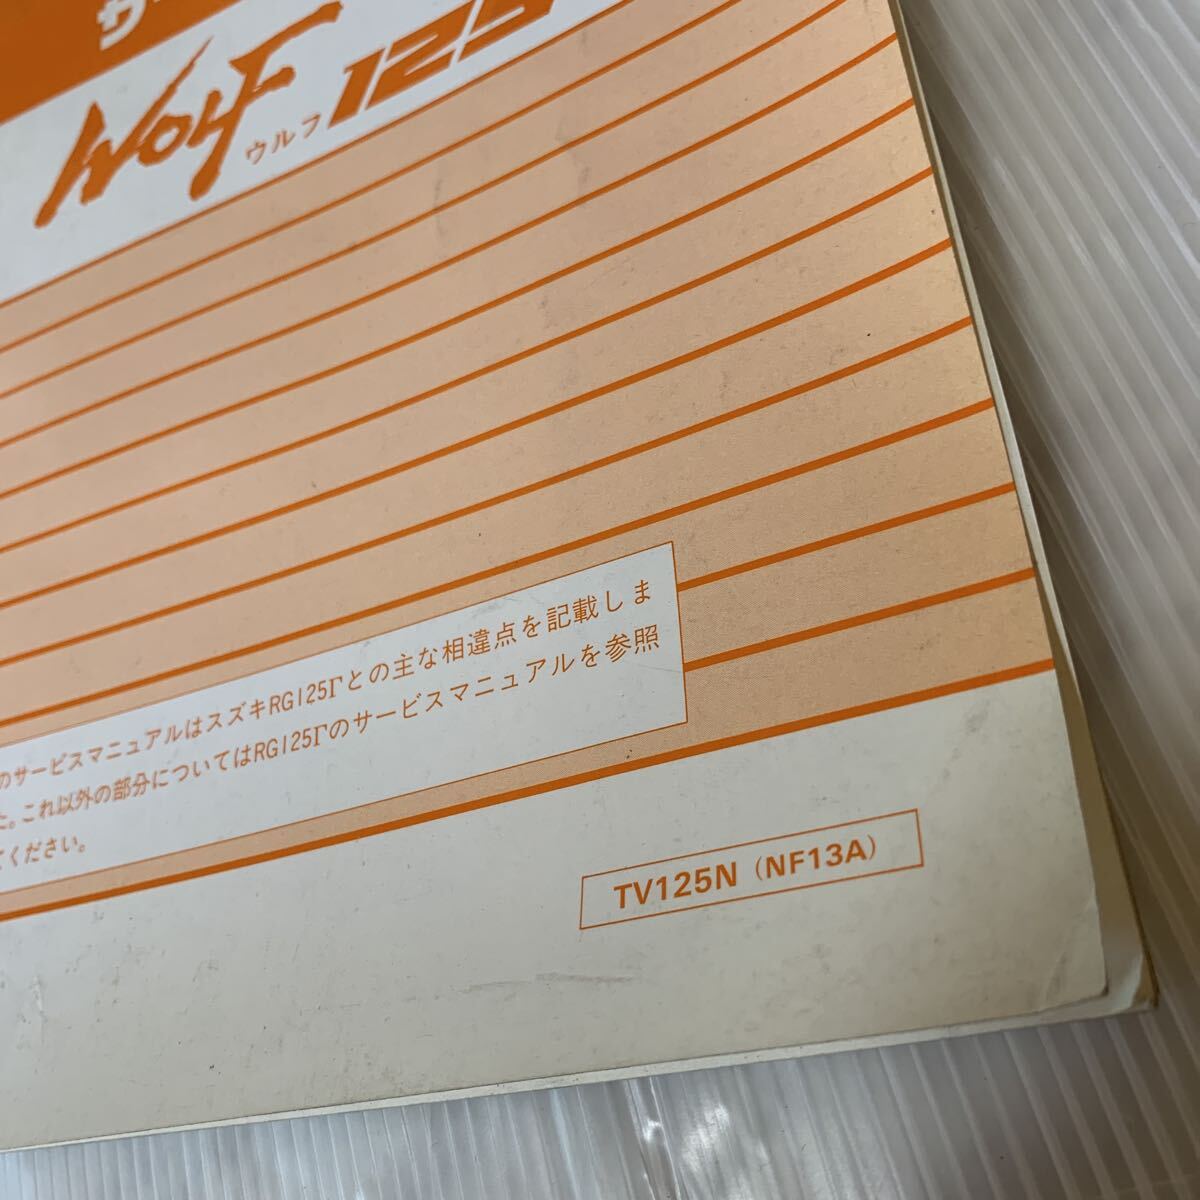 WOLF
ウルフ
125
のサービスマニュアルはスズキRG125Γとの主な相違点を記載しま
た。これ以外の部分についてはRG125Γのサービスマニュアルを参照
てください。
TV125N (NF13A)